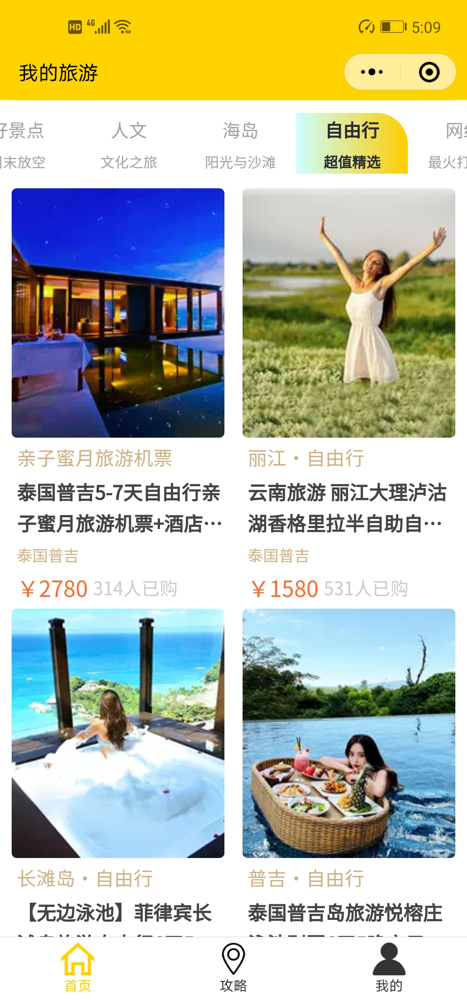 HD 4G 5:09
我的旅游
好景点 人文 海岛 自由行
末放空 文化之旅 阳光与沙滩 超值精选 最火打
亲子蜜月旅游机票
泰国普吉5-7天自由行亲
子蜜月旅游机票+酒店…
泰国普吉
￥2780 314人已购
丽江·自由行
云南旅游 丽江大理泸沽
湖香格里拉半自助自…
泰国普吉
￥1580 531人已购
长滩岛·自由行
【无边泳池】菲律宾长
普吉·自由行
泰国普吉岛旅游悦榕庄
首页 攻略 我的